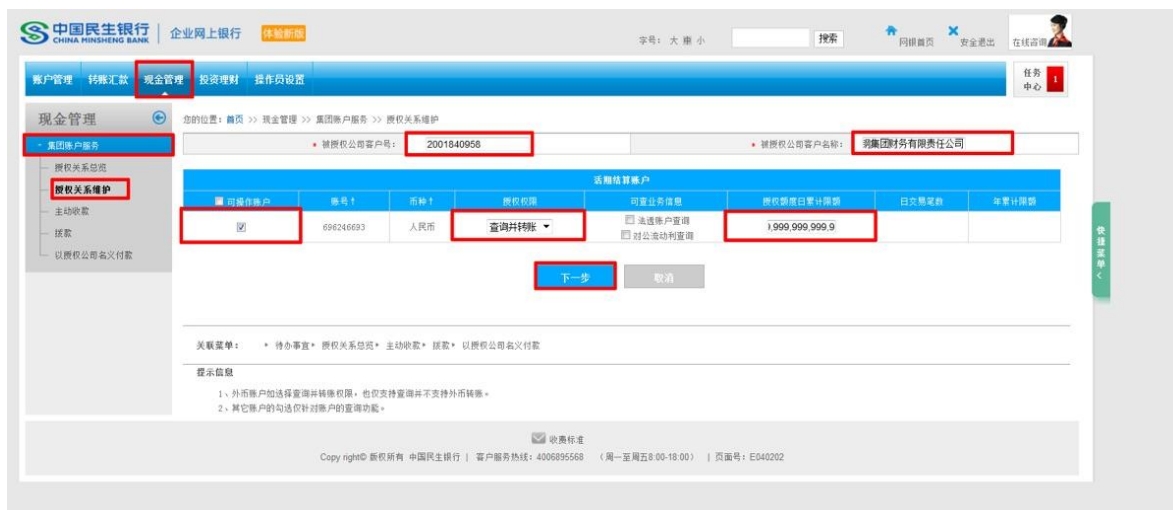 中国民生银行 企业网上银行 体验新版
CHINA MINSHENG BANK
字号: 大 重 小 搜索 网银首页 安全退出 在线咨询
账户管理 转账汇款 现金管理 投资理财 操作员设置 任务中心 1
现金管理 您的位置: 首页 >> 现金管理 >> 集团账户服务 >> 授权关系维护
- 集团账户服务 * 被授权公司客户号: 2001840958 * 被授权公司客户名称: 集团财务有限责任公司
授权关系总览
授权关系维护
主动收款
拨款
以授权公司名义付款
活期结算账户
可操作账户 账号↑ 币种↑ 授权权限 可查业务信息 授权额度日累计限额 日交易笔数 年累计限额
696246693 人民币 查询并转账 法透账户查询 9,999,999,999.9
对公流动利查询
下一步 取消
快捷菜单 <
关联菜单: • 待办事宜• 授权关系总览• 主动收款• 拨款• 以授权公司名义付款
提示信息
1、外币账户如选择查询并转账权限,也仅支持查询并不支持外币转账。
2、其它账户的勾选仅针对账户的查询功能。
收费标准
Copy right© 版权所有 中国民生银行 | 客户服务热线: 4006895568 (周一至周五8:00-18:00) | 页面号: E040202